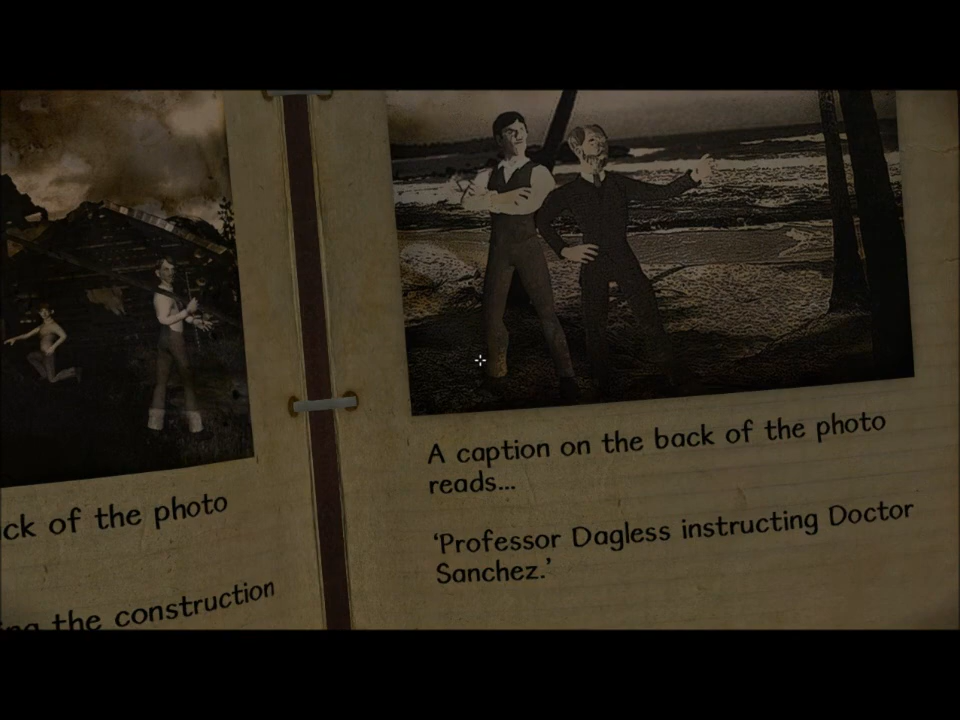 ck of the photo
ing the construction
A caption on the back of the photo
reads...
'Professor Dagless instructing Doctor
Sanchez.'